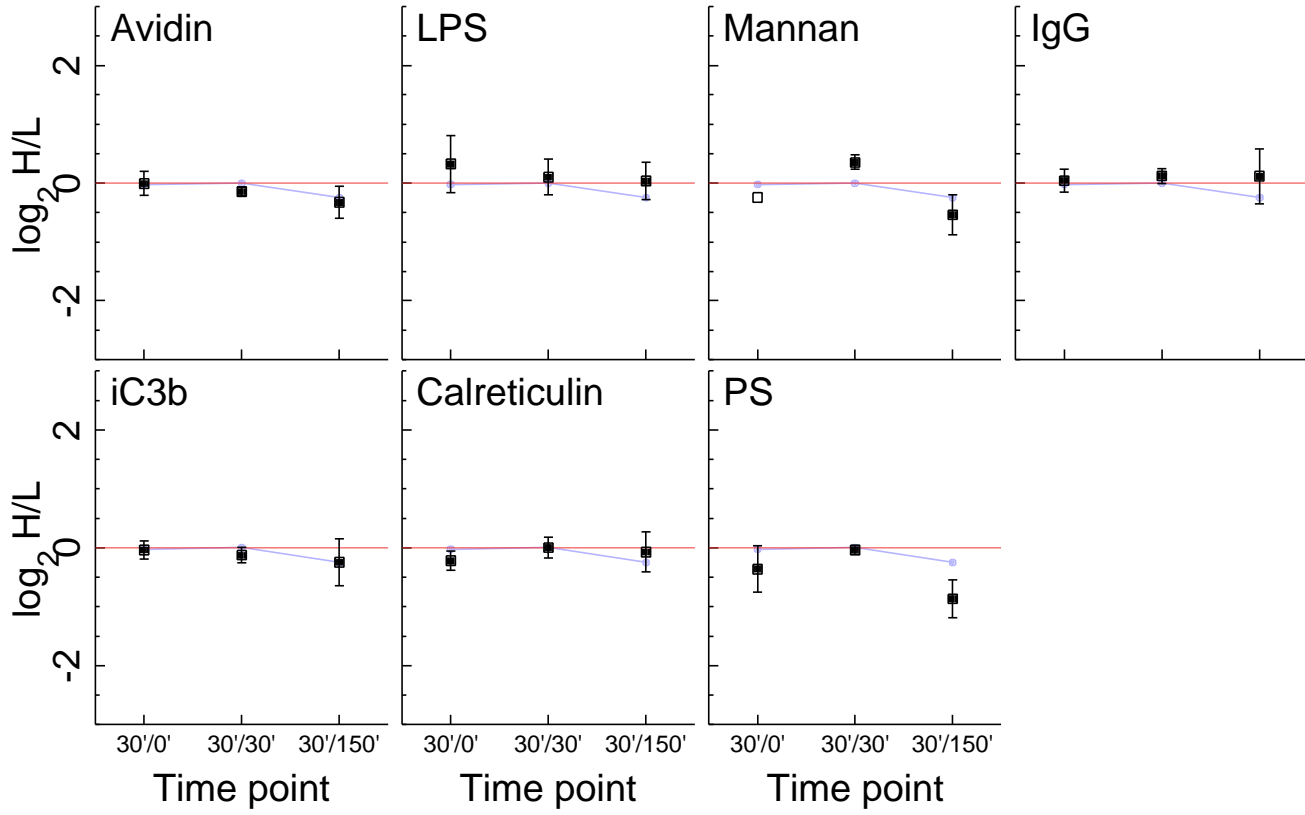 Avidin LPS Mannan IgG
2
0
-2
log2 H/L
iC3b Calreticulin PS
2
0
-2
log2 H/L
30'/0' 30'/30' 30'/150' 30'/0' 30'/30' 30'/150' 30'/0' 30'/30' 30'/150'
Time point Time point Time point